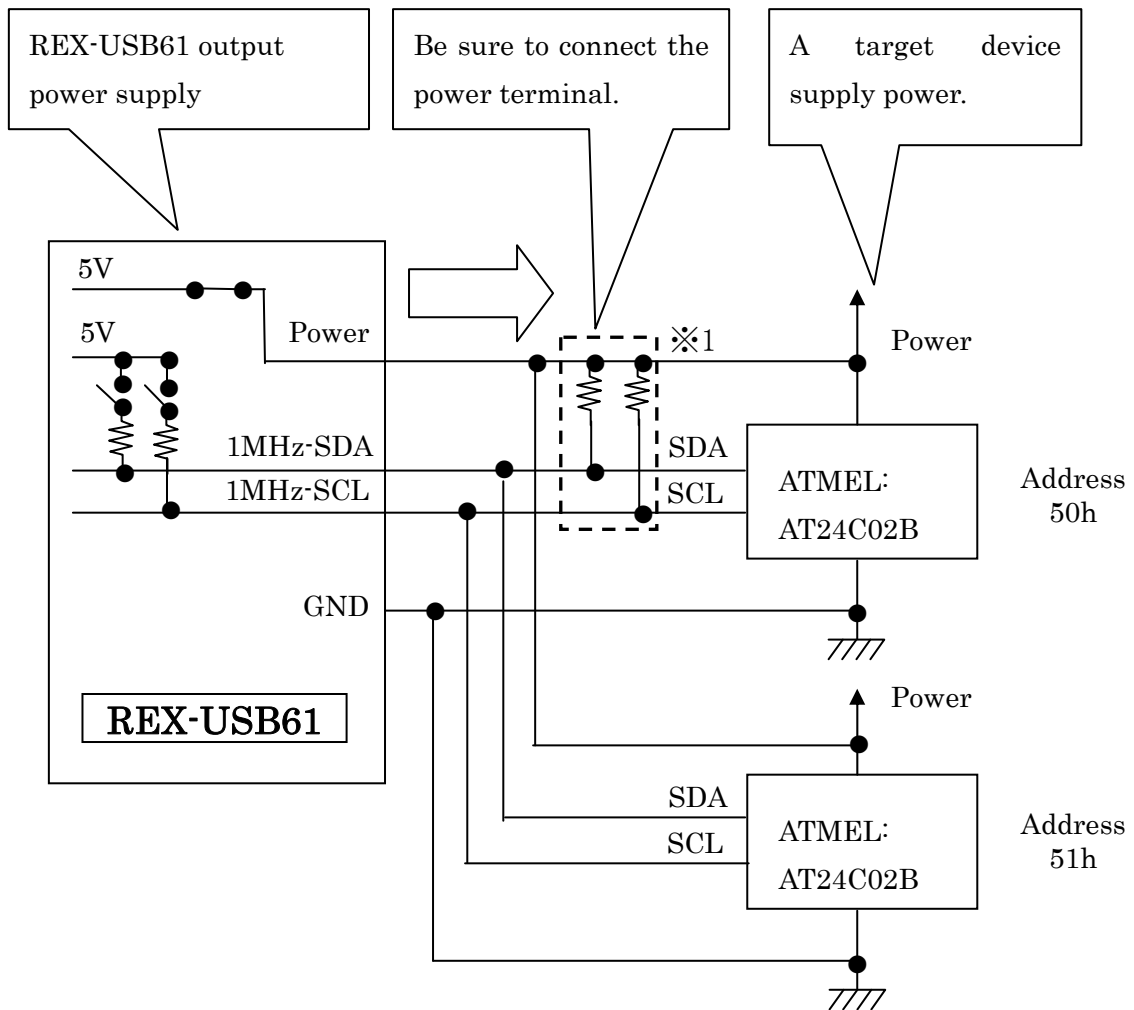 REX-USB61 output
power supply
Be sure to connect the
power terminal.
A target device
supply power.
5V
5V
Power
※1
Power
1MHz-SDA
1MHz-SCL
SDA
SCL
ATMEL:
AT24C02B
Address
50h
GND
REX-USB61
Power
SDA
SCL
ATMEL:
AT24C02B
Address
51h